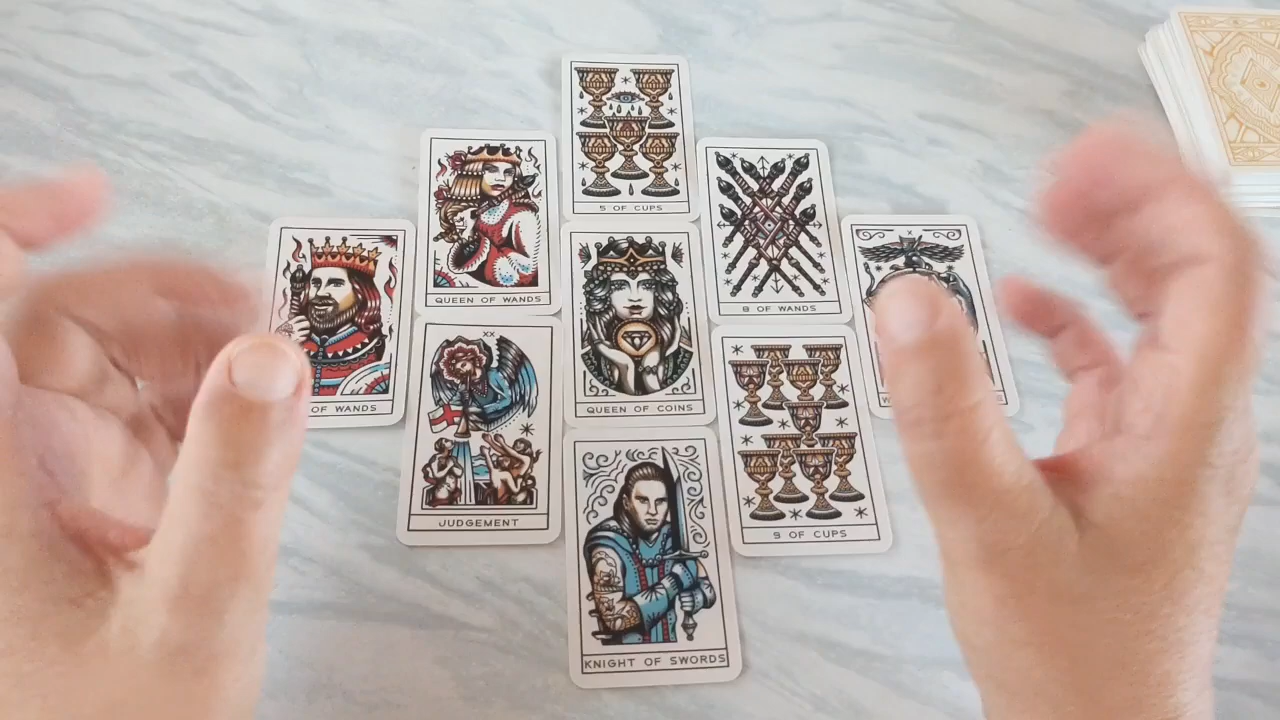 5 OF CUPS
QUEEN OF WANDS
8 OF WANDS
X
OF WANDS
QUEEN OF COINS
W
XX
JUDGEMENT
9 OF CUPS
KNIGHT OF SWORDS